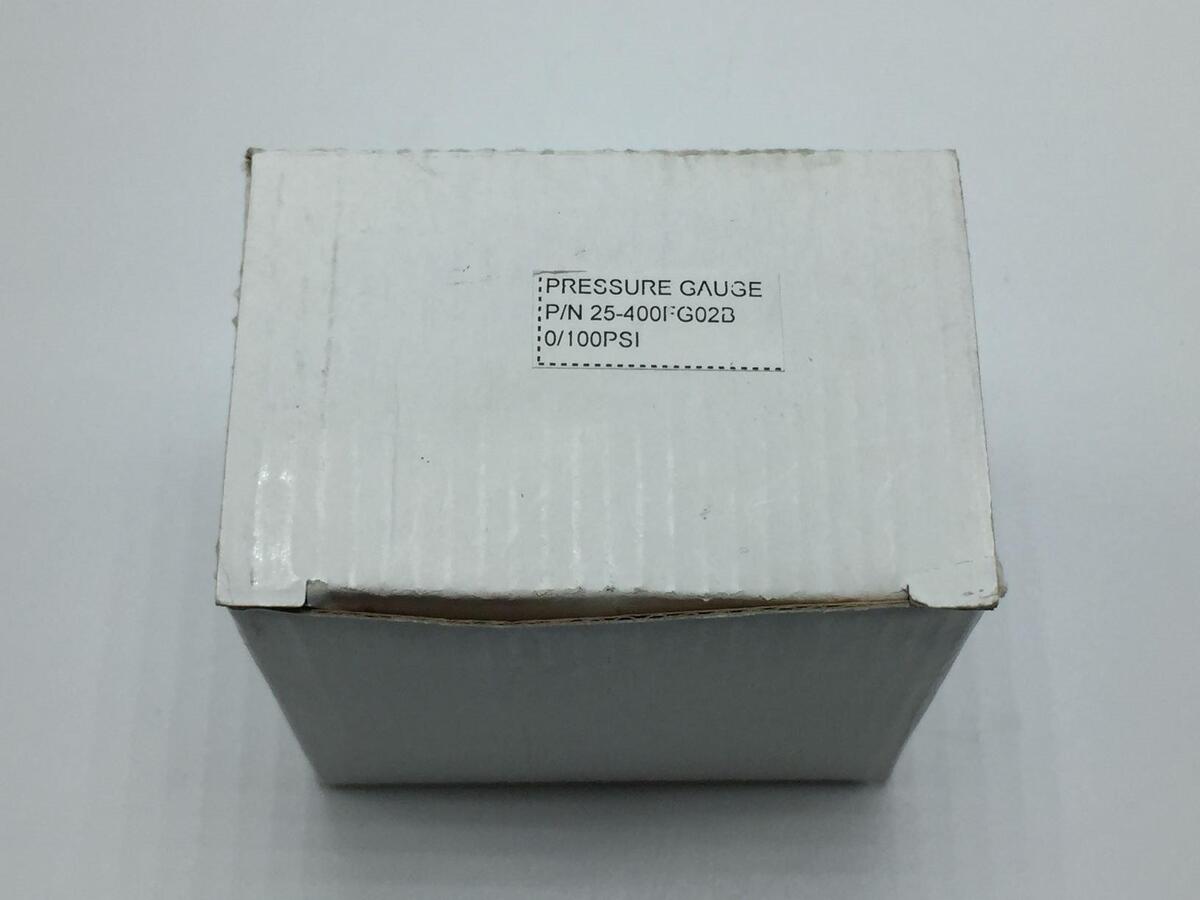 PRESSURE GAUGE
P/N 25-400FG02B
0/100PSI